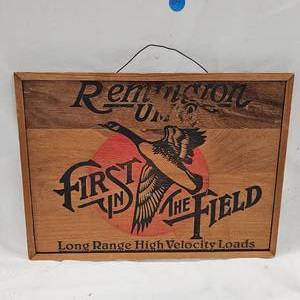 Remington
UMC
FIRST
IN THE FIELD
Long Range High Velocity Loads